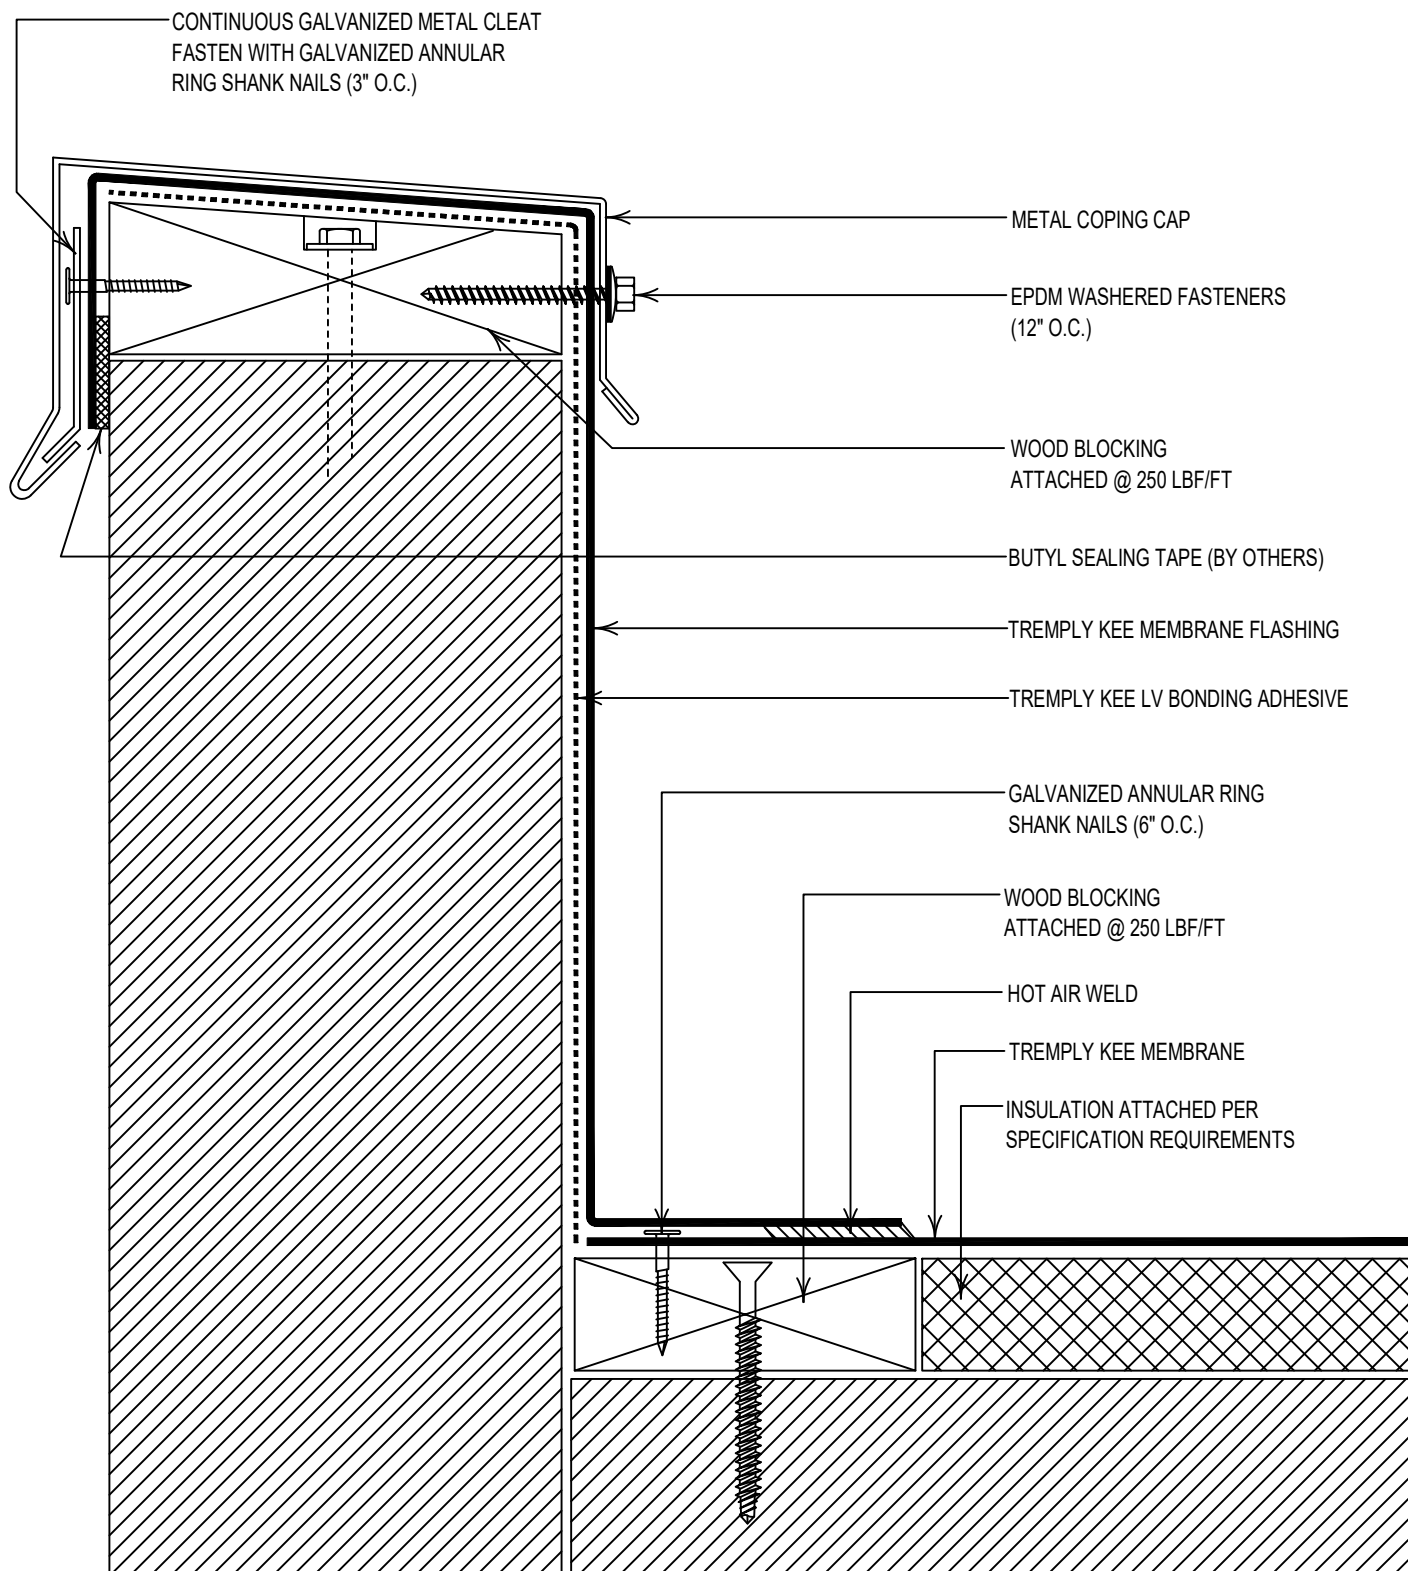 CONTINUOUS GALVANIZED METAL CLEAT
FASTEN WITH GALVANIZED ANNULAR
RING SHANK NAILS (3" O.C.)
METAL COPING CAP
EPDM WASHERED FASTENERS
(12" O.C.)
WOOD BLOCKING
ATTACHED @ 250 LBF/FT
BUTYL SEALING TAPE (BY OTHERS)
TREMPLY KEE MEMBRANE FLASHING
TREMPLY KEE LV BONDING ADHESIVE
GALVANIZED ANNULAR RING
SHANK NAILS (6" O.C.)
WOOD BLOCKING
ATTACHED @ 250 LBF/FT
HOT AIR WELD
TREMPLY KEE MEMBRANE
INSULATION ATTACHED PER
SPECIFICATION REQUIREMENTS